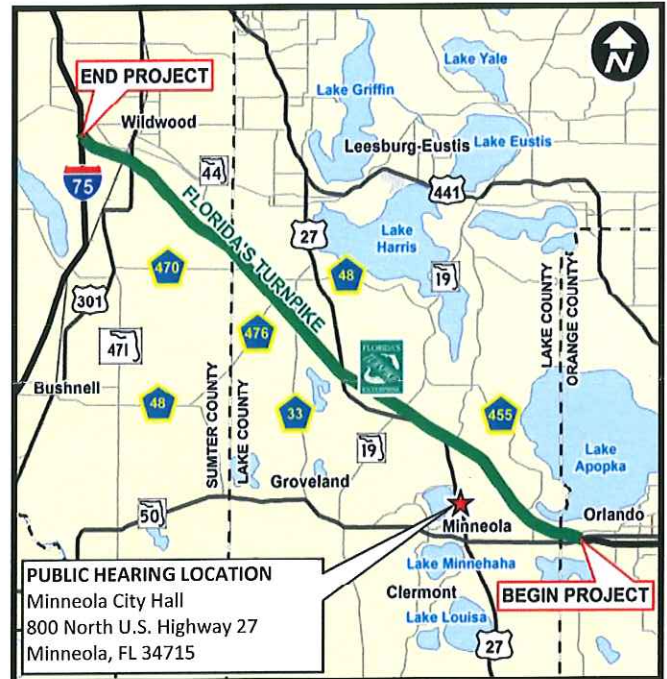 END PROJECT
Wildwood
Lake Yale
N
Lake Griffin
Leesburg-Eustis
Lake Eustis
44
441
75
FLORIDA'S TURNPIKE
27
Lake
Harris
48
19
470
301
476
471
FLORIDA'S
LAKE COUNTY
ORANGE COUNTY
Bushnell
SUMTER COUNTY
LAKE COUNTY
48
33
455
19
Lake
Apopka
Groveland
50
Orlando
Minneola
PUBLIC HEARING LOCATION
Minneola City Hall
800 North U.S. Highway 27
Minneola, FL 34715
Lake Minnehaha
Clermont
BEGIN PROJECT
Lake Louisa
27